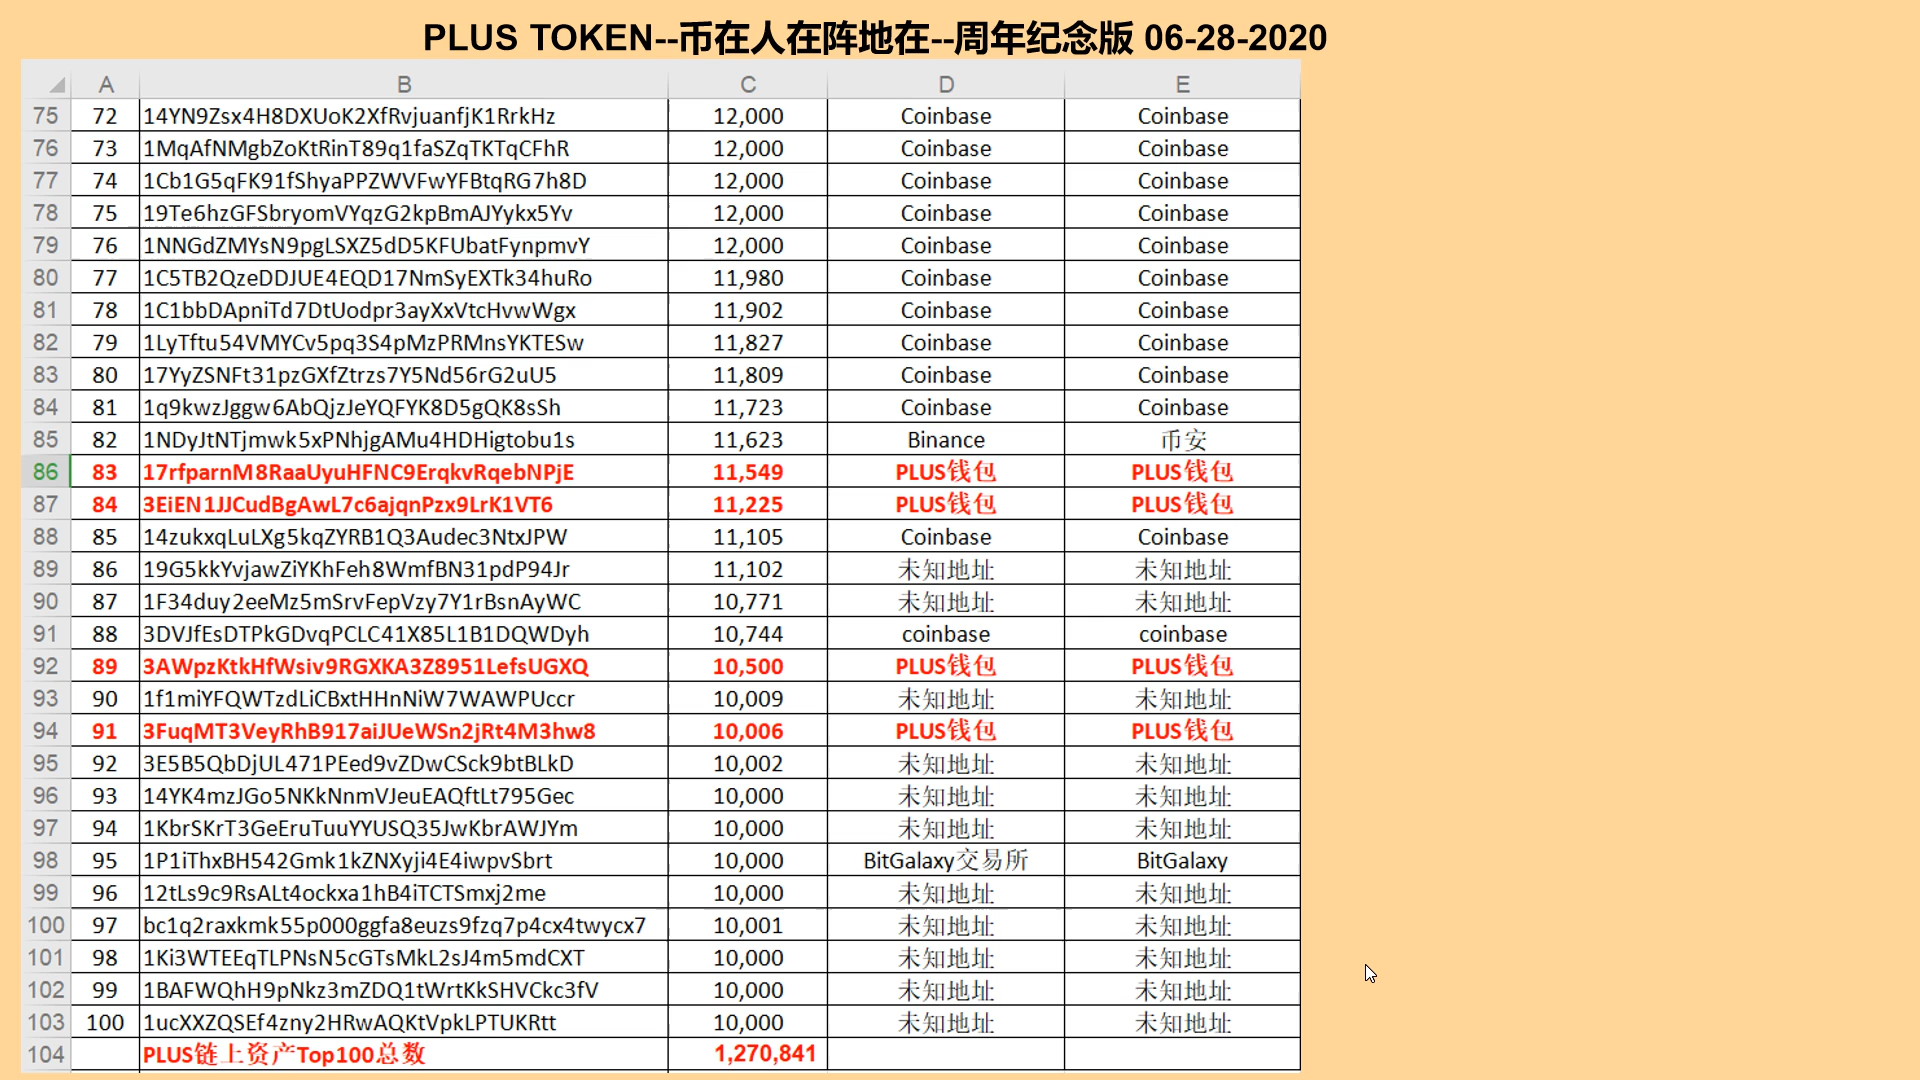 PLUS TOKEN--币在人在阵地在--周年纪念版 06-28-2020
A B C D E
75 72 14YN9Zsx4H8DXUoK2XfRvjuanfjK1RrkHz 12,000 Coinbase Coinbase
76 73 1MqAfNMgbZoKtRinT89q1faSZqTKTqCFhR 12,000 Coinbase Coinbase
77 74 1Cb1G5qFK91fShyaPPZWVFwYFBtqRG7h8D 12,000 Coinbase Coinbase
78 75 19Te6hzGFSbryomVYqzG2kpBmAJYykx5Yv 12,000 Coinbase Coinbase
79 76 1NNGdZMYsN9pgLSXZ5dD5KFUbatFynpmvY 12,000 Coinbase Coinbase
80 77 1C5TB2QzeDDJUE4EQD17NmSyEXTk34huRo 11,980 Coinbase Coinbase
81 78 1C1bbDApniTd7DtUodpr3ayXxVtcHvwWgx 11,902 Coinbase Coinbase
82 79 1LyTftu54VMYCv5pq3S4pMzPRMnsYKTESw 11,827 Coinbase Coinbase
83 80 17YyZSNFt31pzGXfZtrzs7Y5Nd56rG2uU5 11,809 Coinbase Coinbase
84 81 1q9kwzJggw6AbQjzJeYQFYK8D5gQK8sSh 11,723 Coinbase Coinbase
85 82 1NDyJtNTjmwk5xPNhjgAMu4HDHigtobu1s 11,623 Binance 币安
86 83 17rfparnM8RaaUyuHFNC9ErqkvRqebNPjE 11,549 PLUS钱包 PLUS钱包
87 84 3EiEN1JJCudBgAwL7c6ajqnPzx9LrK1VT6 11,225 PLUS钱包 PLUS钱包
88 85 14zukxqLuLXg5kqZYRB1Q3Audec3NtxJPW 11,105 Coinbase Coinbase
89 86 19G5kkYvjawZiYKhFeh8WmfBN31pdP94Jr 11,102 未知地址 未知地址
90 87 1F34duy2eeMz5mSrvFepVzy7Y1rBsnAyWC 10,771 未知地址 未知地址
91 88 3DVJfEsDTPkGDvqPCLC41X85L1B1DQWDyh 10,744 coinbase coinbase
92 89 3AWpzKtkHfWsiv9RGXKA3Z8951LefsUGXQ 10,500 PLUS钱包 PLUS钱包
93 90 1f1miYFQWTzdLiCBxtHHnNiW7WAWPUccr 10,009 未知地址 未知地址
94 91 3FuqMT3VeyRhB917aiJUeWSn2jRt4M3hw8 10,006 PLUS钱包 PLUS钱包
95 92 3E5B5QbDjUL471PEed9vZDwCSck9btBLkD 10,002 未知地址 未知地址
96 93 14YK4mzJGo5NKkNnmVJeuEAQftLt795Gec 10,000 未知地址 未知地址
97 94 1KbrSKrT3GeEruTuuYYUSQ35JwKbrAWJYm 10,000 未知地址 未知地址
98 95 1P1iThxBH542Gmk1kZNXyji4E4iwpvSbrt 10,000 BitGalaxy交易所 BitGalaxy
99 96 12tLs9c9RsALt4ockxa1hB4iTCTSmxj2me 10,000 未知地址 未知地址
100 97 bc1q2raxkmk55p000ggfa8euzs9fzq7p4cx4twycx7 10,001 未知地址 未知地址
101 98 1Ki3WTEEqTLPNsN5cGTsMkL2sJ4m5mdCXT 10,000 未知地址 未知地址
102 99 1BAFWQhH9pNkz3mZDQ1tWrtKkSHVCkc3fV 10,000 未知地址 未知地址
103 100 1ucXXZQSEf4zny2HRwAQKtVpkLPTUKRtt 10,000 未知地址 未知地址
104 PLUS链上资产Top100总数 1,270,841